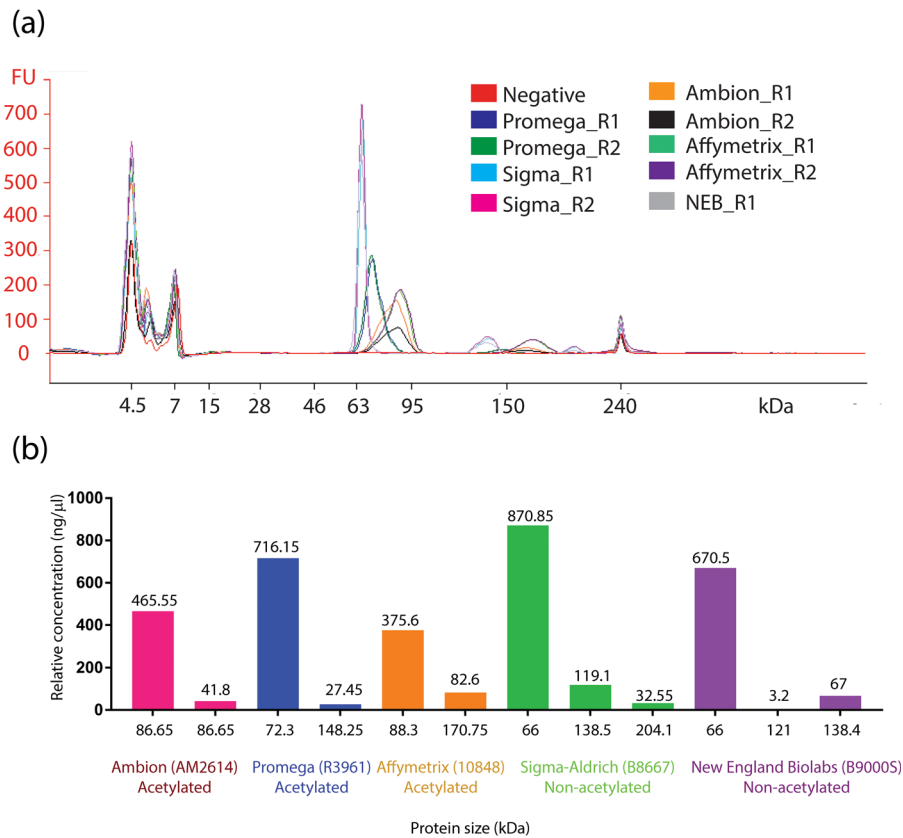 (a)
FU
700
600
500
400
300
200
100
0
Negative
Promega_R1
Promega_R2
Sigma_R1
Sigma_R2
Ambion_R1
Ambion_R2
Affymetrix_R1
Affymetrix_R2
NEB_R1
4.5 7 15 28 46 63 95 150 240 kDa
(b)
Relative concentration (ng/µl)
1000
800
600
400
200
0
465.55 41.8 716.15 27.45 375.6 82.6 870.85 119.1 32.55 670.5 3.2 67
86.65 86.65 72.3 148.25 88.3 170.75 66 138.5 204.1 66 121 138.4
Ambion (AM2614) Promega (R3961) Affymetrix (10848) Sigma-Aldrich (B8667) New England Biolabs (B9000S)
Acetylated Acetylated Acetylated Non-acetylated Non-acetylated
Protein size (kDa)